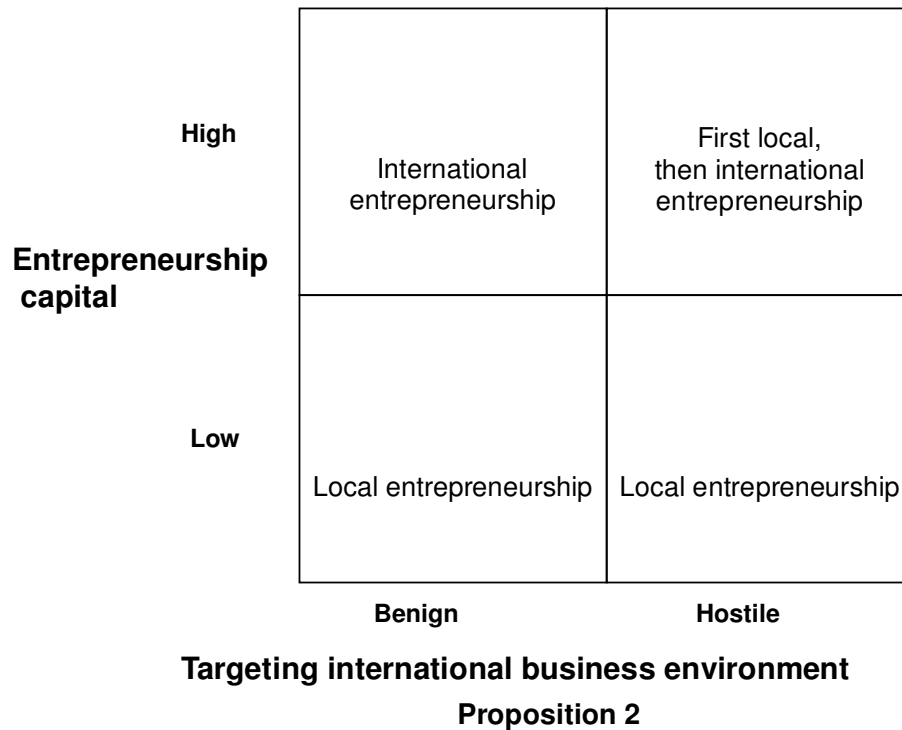 High
International
entrepreneurship
First local,
then international
entrepreneurship
Entrepreneurship
capital
Low
Local entrepreneurship
Local entrepreneurship
Benign
Hostile
Targeting international business environment
Proposition 2